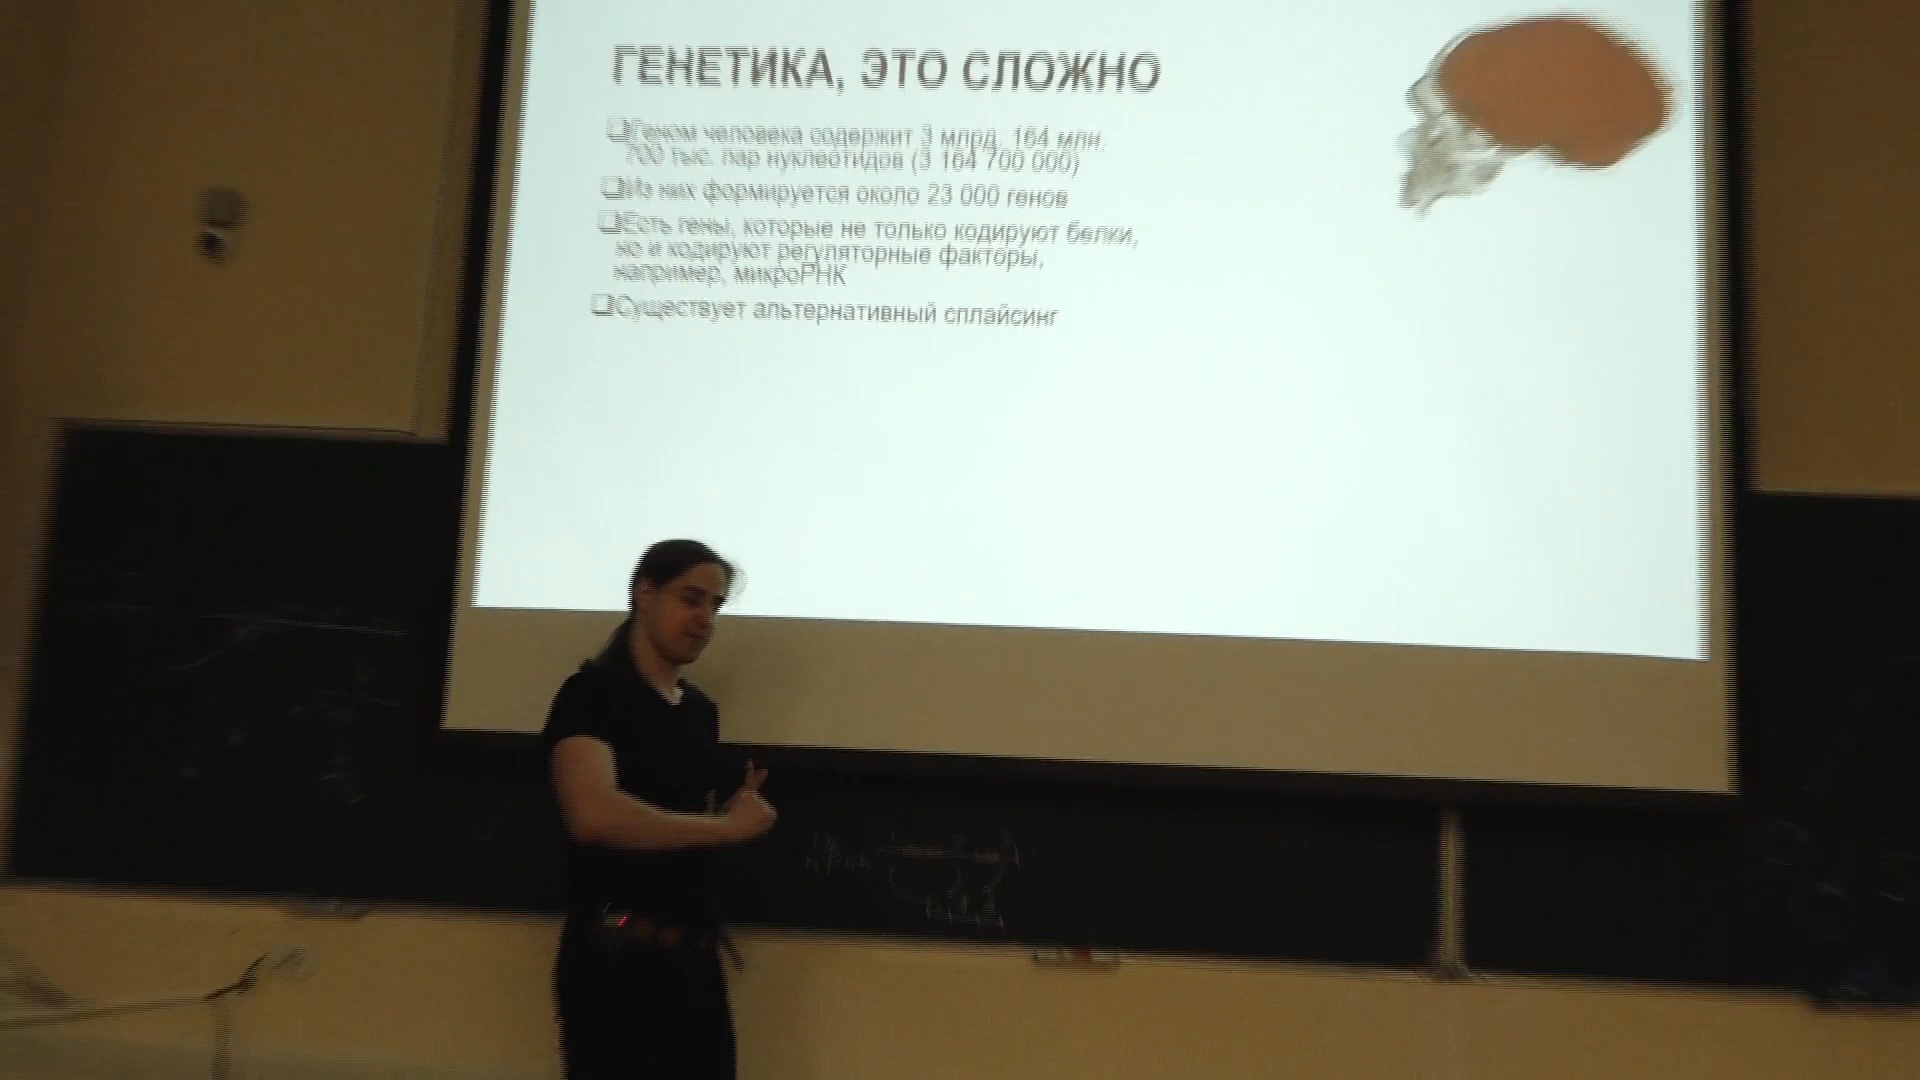 ГЕНЕТИКА, ЭТО СЛОЖНО
Геном человека содержит 3 млрд, 164 млн.
700 тыс. пар нуклеотидов (3 164 700 000)
Из них формируется около 23 000 генов
Есть гены, которые не только кодируют белки,
но и кодируют регуляторные факторы,
например, микроРНК
Существует альтернативный сплайсинг